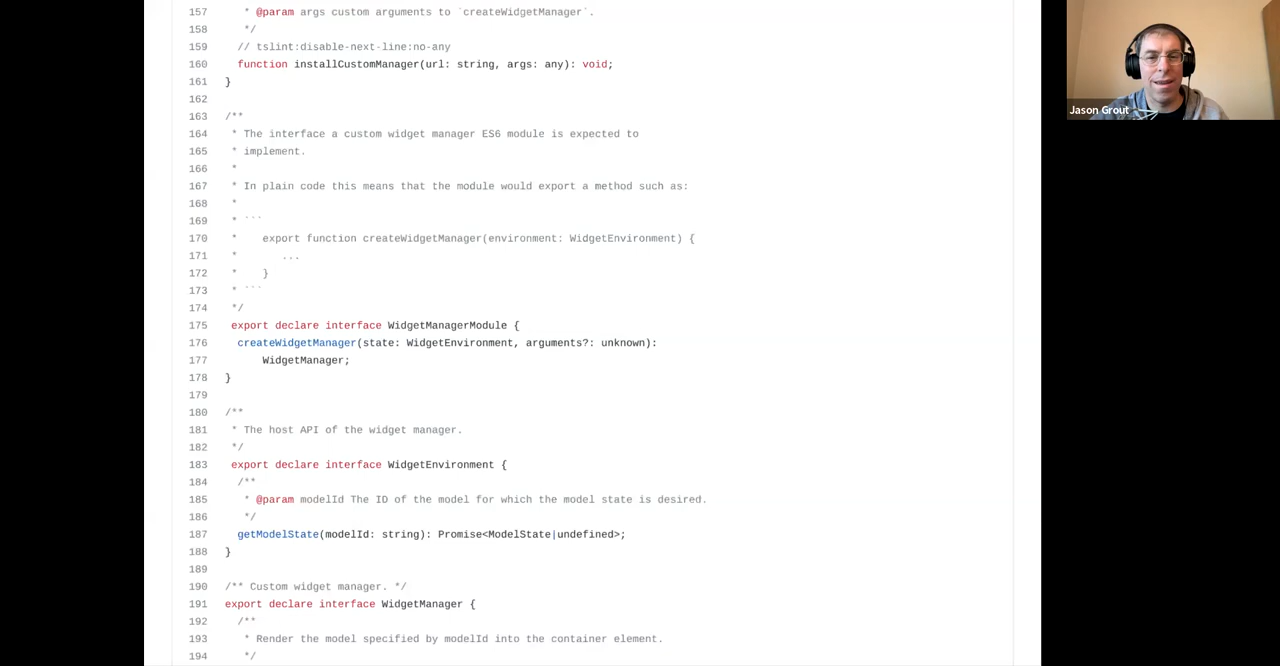 157 * @param args custom arguments to `createWidgetManager`.
158 */
159 // tslint:disable-next-line:no-any
160 function installCustomManager(url: string, args: any): void;
161 }
162
163 /**
164 * The interface a custom widget manager ES6 module is expected to
165 * implement.
166 *
167 * In plain code this means that the module would export a method such as:
168 *
169 * ```
170 * export function createWidgetManager(environment: WidgetEnvironment) {
171 * ...
172 * }
173 * ```
174 */
175 export declare interface WidgetManagerModule {
176 createWidgetManager(state: WidgetEnvironment, arguments?: unknown):
177 WidgetManager;
178 }
179
180 /**
181 * The host API of the widget manager.
182 */
183 export declare interface WidgetEnvironment {
184 /**
185 * @param modelId The ID of the model for which the model state is desired.
186 */
187 getModelState(modelId: string): Promise<ModelState|undefined>;
188 }
189
190 /** Custom widget manager. */
191 export declare interface WidgetManager {
192 /**
193 * Render the model specified by modelId into the container element.
194 */
Jason Grout